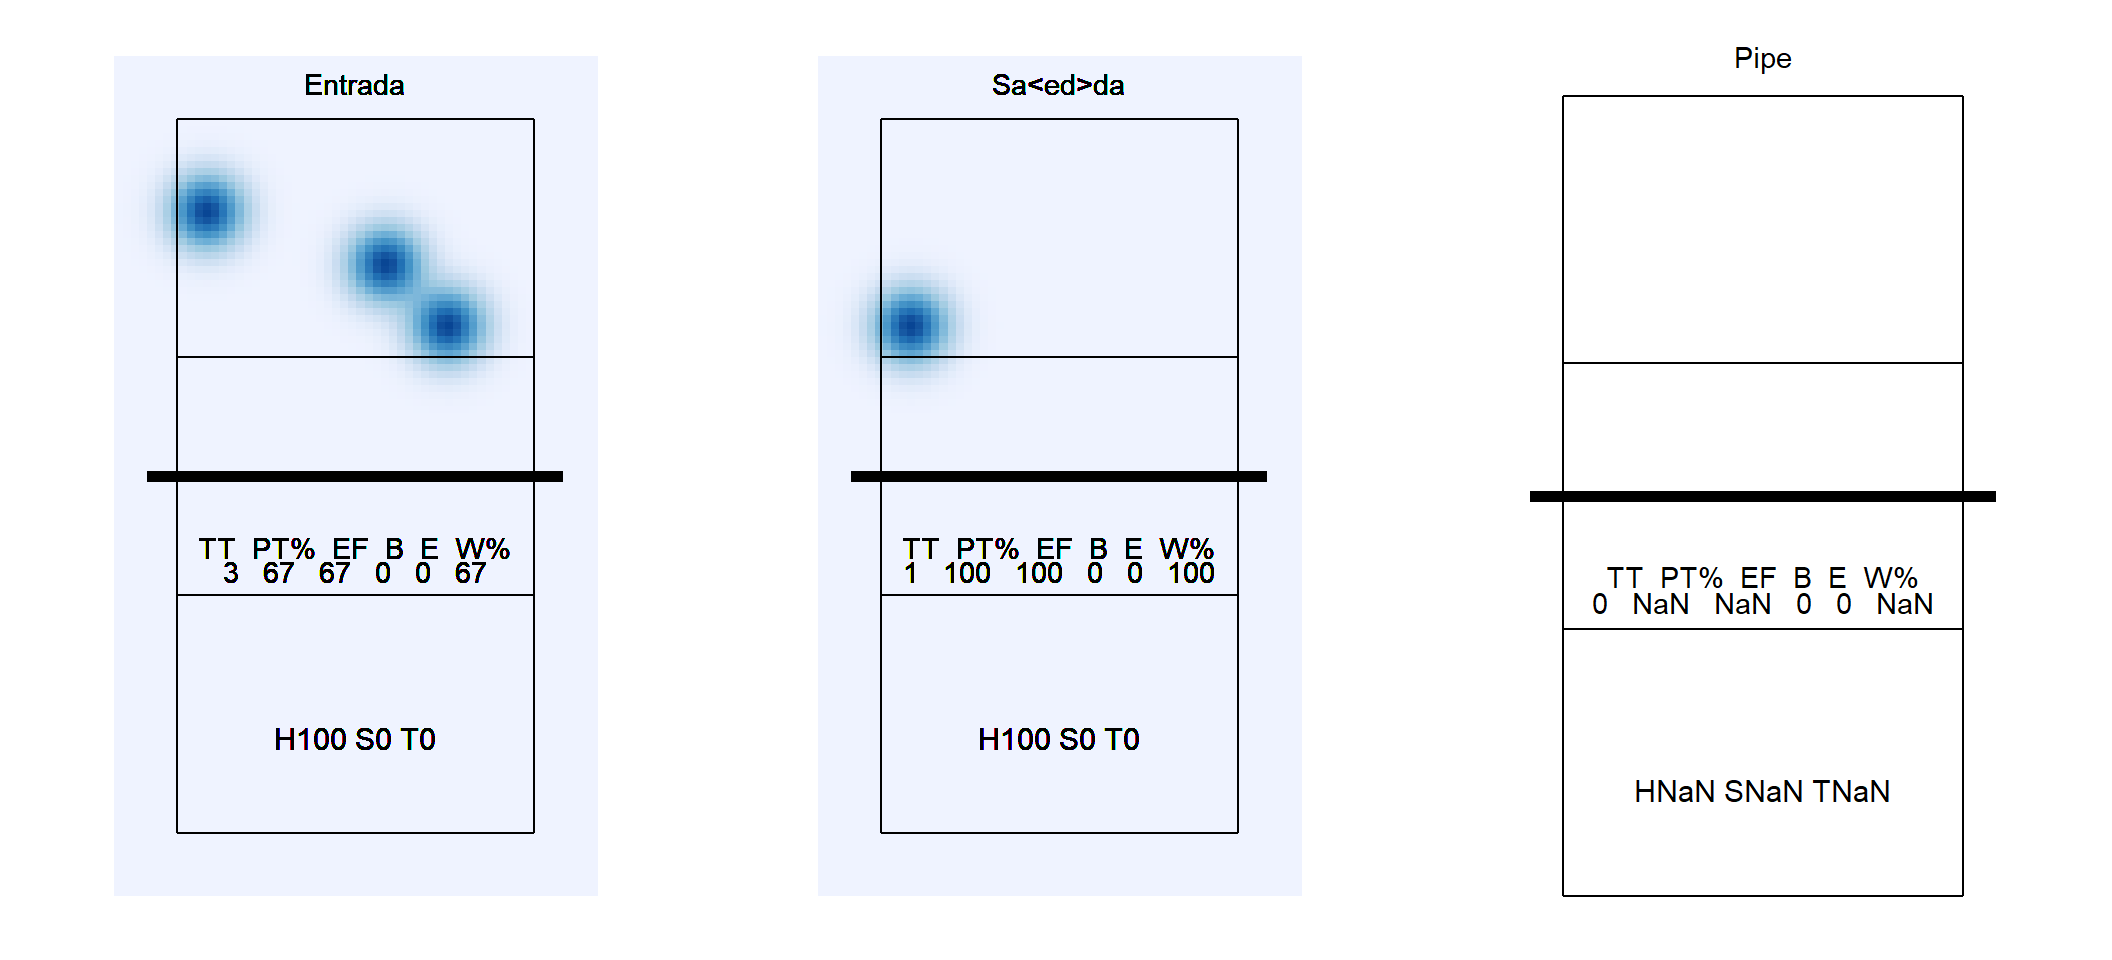 Entrada
TT PT% EF B E W%
3 67 67 0 0 67
H100 S0 T0
Sa<ed>da
TT PT% EF B E W%
1 100 100 0 0 100
H100 S0 T0
Pipe
TT PT% EF B E W%
0 NaN NaN 0 0 NaN
HNaN SNaN TNaN